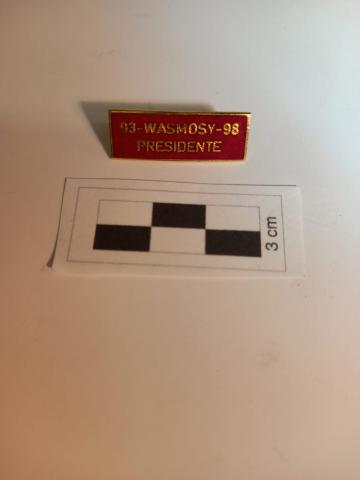 93-WASMOSY-98
PRESIDENTE
3 cm